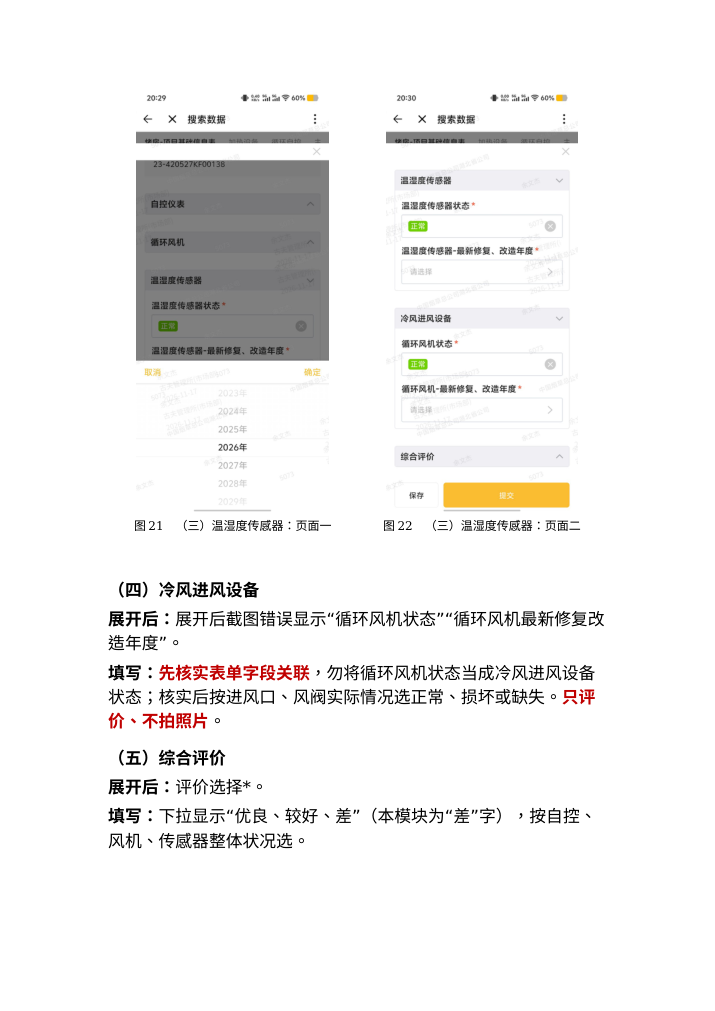 20:29
60%
搜索数据
23-420527KF00138
自控仪表
循环风机
温湿度传感器
温湿度传感器状态*
正常
温湿度传感器-最新修复、改造年度*
取消
确定
2023年
2024年
2025年
2026年
2027年
2028年
2029年
图 21 （三）温湿度传感器：页面一
20:30
60%
搜索数据
温湿度传感器
温湿度传感器状态*
正常
温湿度传感器-最新修复、改造年度*
请选择
冷风进风设备
循环风机状态*
正常
循环风机-最新修复、改造年度*
请选择
综合评价
保存
提交
图 22 （三）温湿度传感器：页面二
（四）冷风进风设备
展开后：展开后截图错误显示“循环风机状态”“循环风机最新修复改
造年度”。
填写：先核实表单字段关联，勿将循环风机状态当成冷风进风设备
状态；核实后按进风口、风阀实际情况选正常、损坏或缺失。只评
价、不拍照片。
（五）综合评价
展开后：评价选择*。
填写：下拉显示“优良、较好、差”（本模块为“差”字），按自控、
风机、传感器整体状况选。